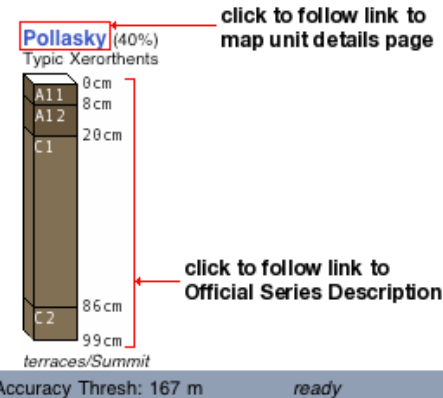 click to follow link to
map unit details page
Pollasky (40%)
Typic Xerorthents
0cm
A11
8cm
A12
20cm
C1
click to follow link to
Official Series Description
86cm
C2
99cm
terraces/Summit
Accuracy Thresh: 167 m ready